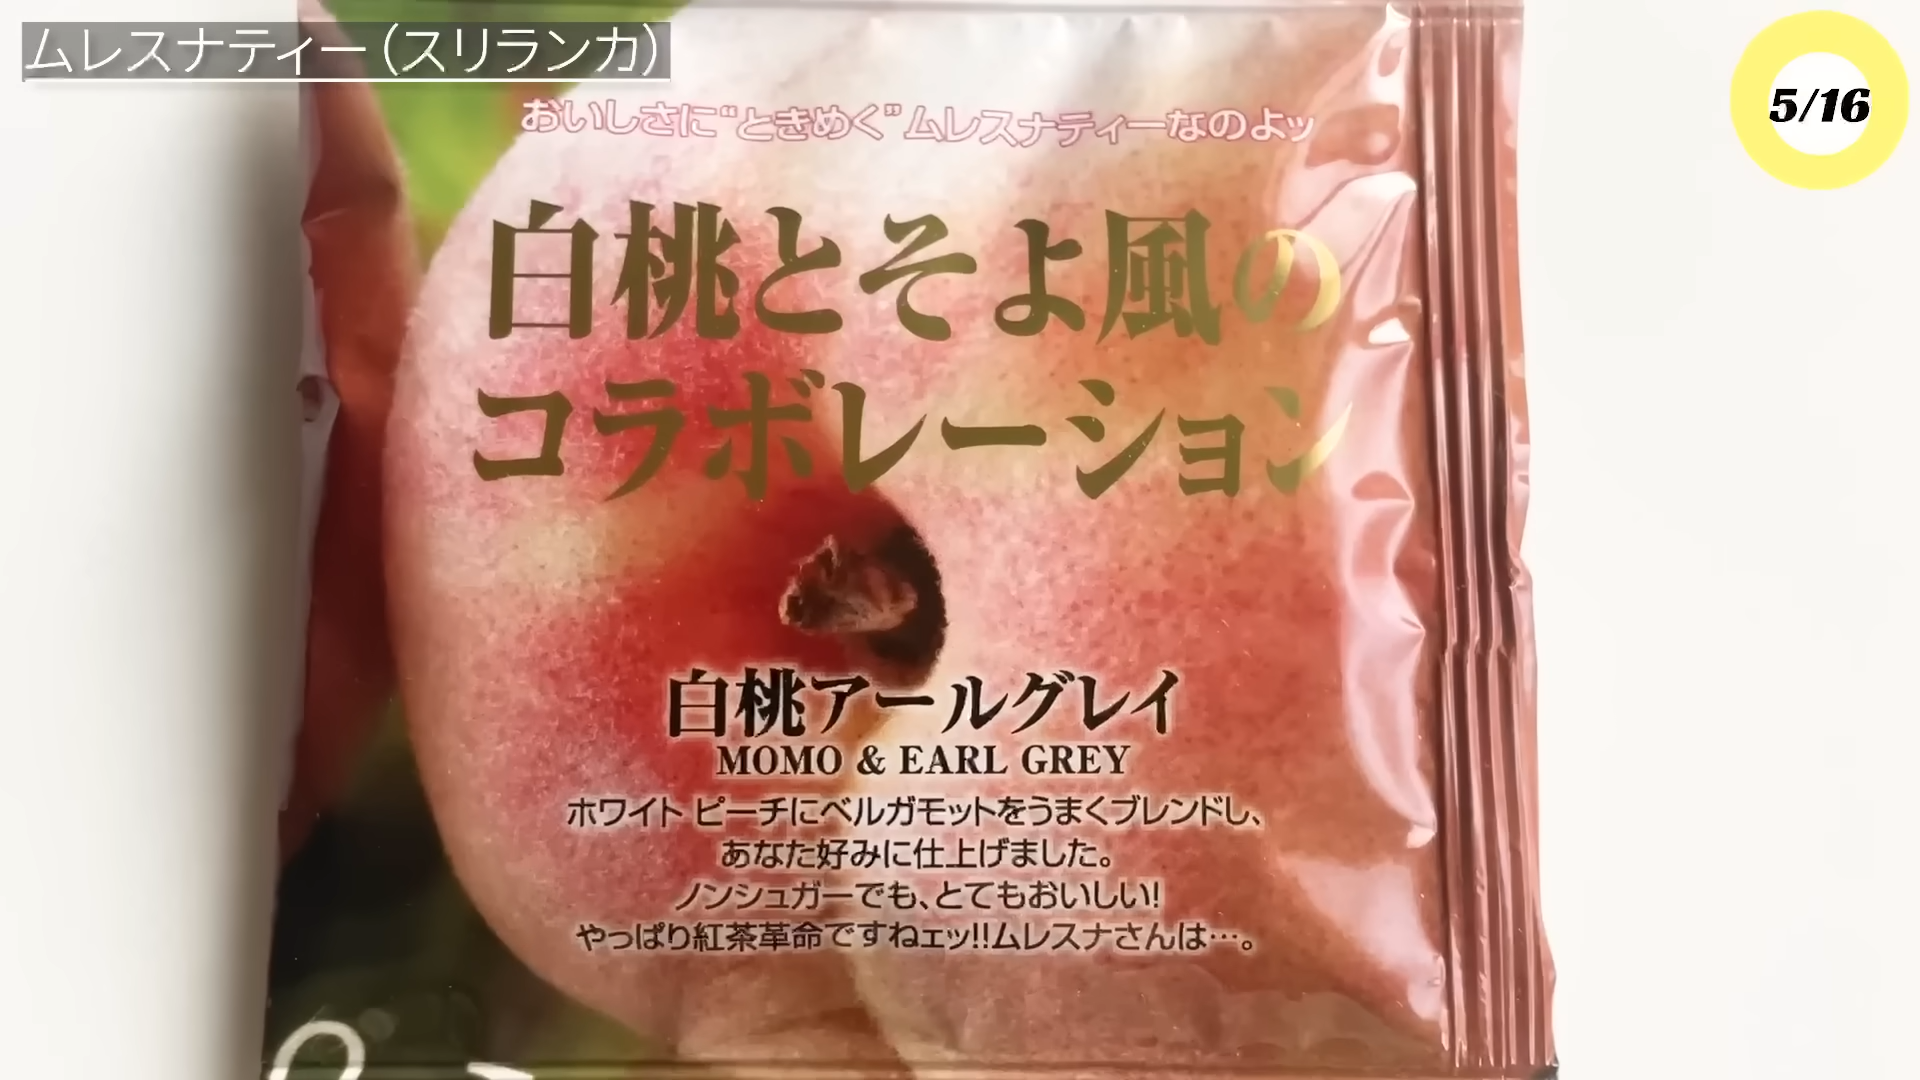 ムレスナティー(スリランカ)
5/16
おいしさに“ときめく”ムレスナティーなのよッ
白桃とそよ風の
コラボレーション
白桃アールグレイ
MOMO & EARL GREY
ホワイト ピーチにベルガモットをうまくブレンドし、
あなた好みに仕上げました。
ノンシュガーでも、とてもおいしい!
やっぱり紅茶革命ですねェッ!!ムレスナさんは…。